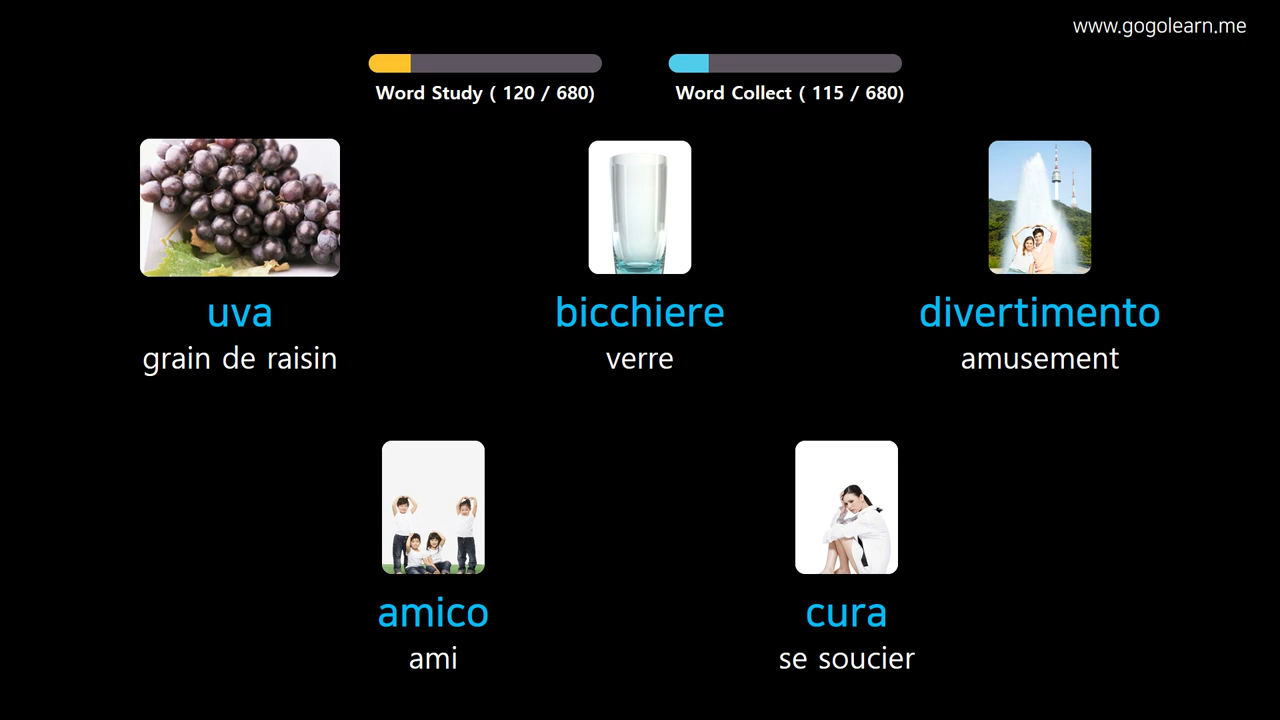 www.gogolearn.me
Word Study ( 120 / 680)
Word Collect ( 115 / 680)
uva
grain de raisin
bicchiere
verre
divertimento
amusement
amico
ami
cura
se soucier